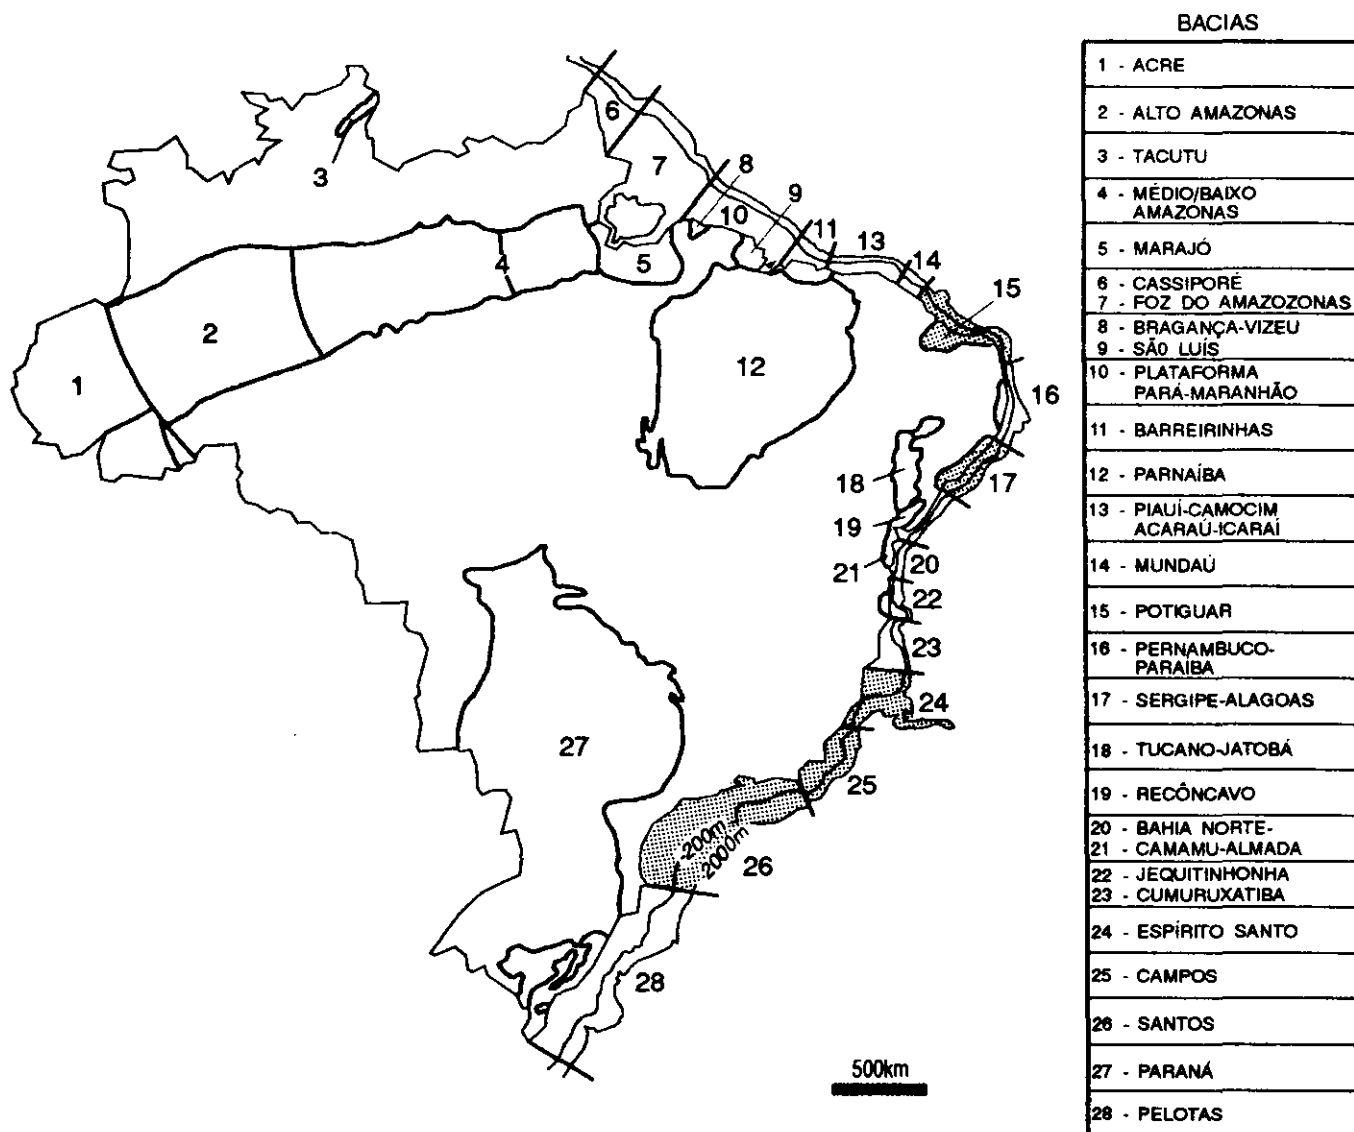 BACIAS
1 - ACRE
2 - ALTO AMAZONAS
3 - TACUTU
4 - MÉDIO/BAIXO
AMAZONAS
5 - MARAJÓ
6 - CASSIPORÉ
7 - FOZ DO AMAZOZONAS
8 - BRAGANÇA-VIZEU
9 - SÃO LUÍS
10 - PLATAFORMA
PARÁ-MARANHÃO
11 - BARREIRINHAS
12 - PARNAÍBA
13 - PIAUÍ-CAMOCIM
ACARAÚ-ICARAÍ
14 - MUNDAÚ
15 - POTIGUAR
16 - PERNAMBUCO-
PARAÍBA
17 - SERGIPE-ALAGOAS
18 - TUCANO-JATOBÁ
19 - RECÔNCAVO
20 - BAHIA NORTE-
21 - CAMAMU-ALMADA
22 - JEQUITINHONHA
23 - CUMURUXATIBA
24 - ESPÍRITO SANTO
25 - CAMPOS
26 - SANTOS
27 - PARANÁ
28 - PELOTAS
6
3
7
8
9
10
11
13
14
4
5
15
2
12
1
16
18
17
19
21
20
22
23
24
27
25
-200m
-2000m
26
28
500km